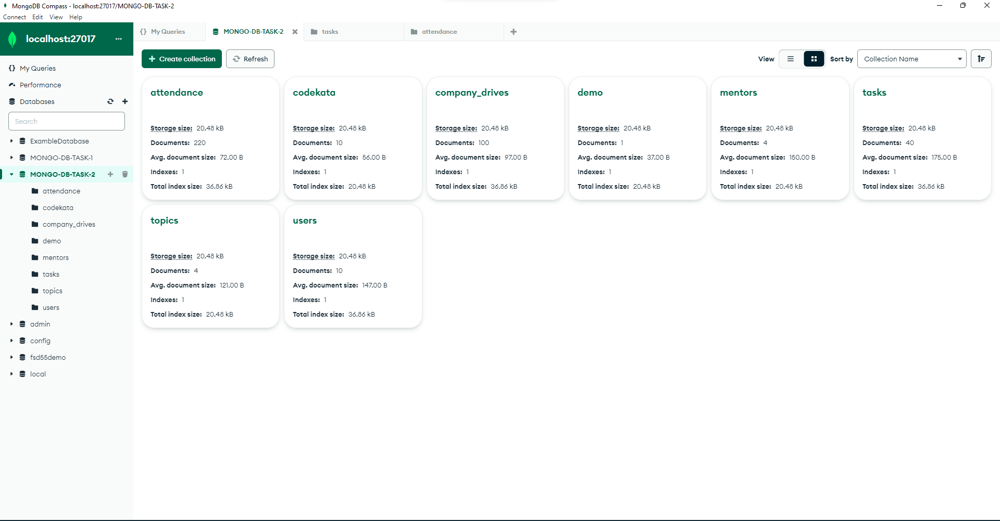 MongoDB Compass - localhost:27017/MONGO-DB-TASK-2
Connect Edit View Help
localhost:27017 ...
My Queries
Performance
Databases
Search
ExambleDatabase
MONGO-DB-TASK-1
MONGO-DB-TASK-2
attendance
codekata
company_drives
demo
mentors
tasks
topics
users
admin
config
fsd55demo
local
{} My Queries
MONGO-DB-TASK-2
tasks
attendance
+ Create collection
Refresh
View
Sort by
Collection Name
attendance
Storage size: 20.48 kB
Documents: 220
Avg. document size: 72.00 B
Indexes: 1
Total index size: 36.86 kB
codekata
Storage size: 20.48 kB
Documents: 10
Avg. document size: 56.00 B
Indexes: 1
Total index size: 20.48 kB
company_drives
Storage size: 20.48 kB
Documents: 100
Avg. document size: 97.00 B
Indexes: 1
Total index size: 36.86 kB
demo
Storage size: 20.48 kB
Documents: 1
Avg. document size: 37.00 B
Indexes: 1
Total index size: 20.48 kB
mentors
Storage size: 20.48 kB
Documents: 4
Avg. document size: 150.00 B
Indexes: 1
Total index size: 20.48 kB
tasks
Storage size: 20.48 kB
Documents: 40
Avg. document size: 175.00 B
Indexes: 1
Total index size: 36.86 kB
topics
Storage size: 20.48 kB
Documents: 4
Avg. document size: 121.00 B
Indexes: 1
Total index size: 20.48 kB
users
Storage size: 20.48 kB
Documents: 10
Avg. document size: 147.00 B
Indexes: 1
Total index size: 36.86 kB